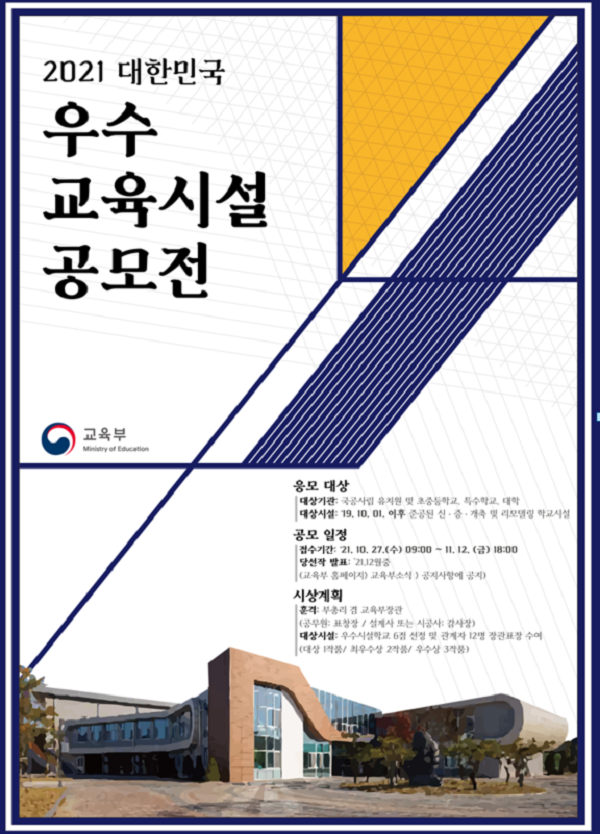 2021 대한민국
우수
교육시설
공모전
교육부
Ministry of Education
응모 대상
대상기관: 국공사립 유치원 및 초중등학교, 특수학교, 대학
대상시설: '19. 10. 01. 이후 준공된 신·증·개축 및 리모델링 학교시설
공모 일정
접수기간: '21. 10. 27.(수) 09:00 ~ 11. 12. (금) 18:00
당선작 발표: '21.12월중
(교육부 홈페이지> 교육부소식 > 공지사항에 공지)
시상계획
훈격: 부총리 겸 교육부장관
(공무원: 표창장 / 설계사 또는 시공사: 감사장)
대상시설: 우수시설학교 6점 선정 및 관계자 12명 장관표장 수여
(대상 1작품/ 최우수상 2작품/ 우수상 3작품)